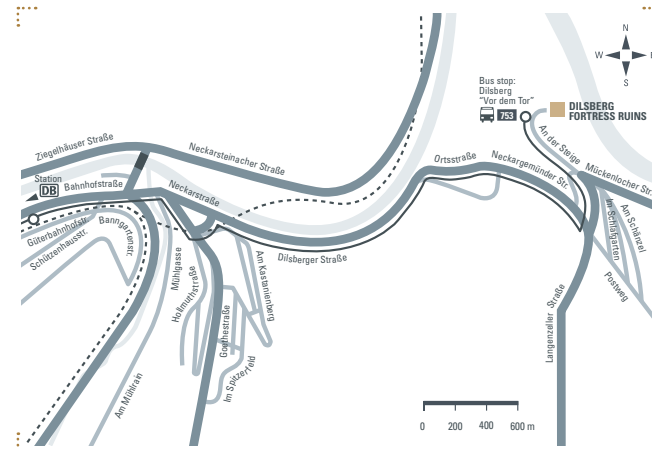 N
W
S
Bus stop:
Dilsberg
"Vor dem Tor"
753
DILSBERG
FORTRESS RUINS
An der Steige
Ziegelhäuser Straße
Neckarsteinacher Straße
Ortsstraße
Neckargemünder Str.
Mückenlocher Str.
Station
DB
Bahnhofstraße
Neckarstraße
Güterbahnhofstr.
Schützenhausstr.
Banngartenstr.
Dilsberger Straße
Im Schlafgarten
Am Schänzel
Postweg
Mühlgasse
Hollmuthstraße
Am Kastanienberg
Goethestraße
Im Spitzerfeld
Am Mühlrain
Langenzeller Straße
0 200 400 600 m